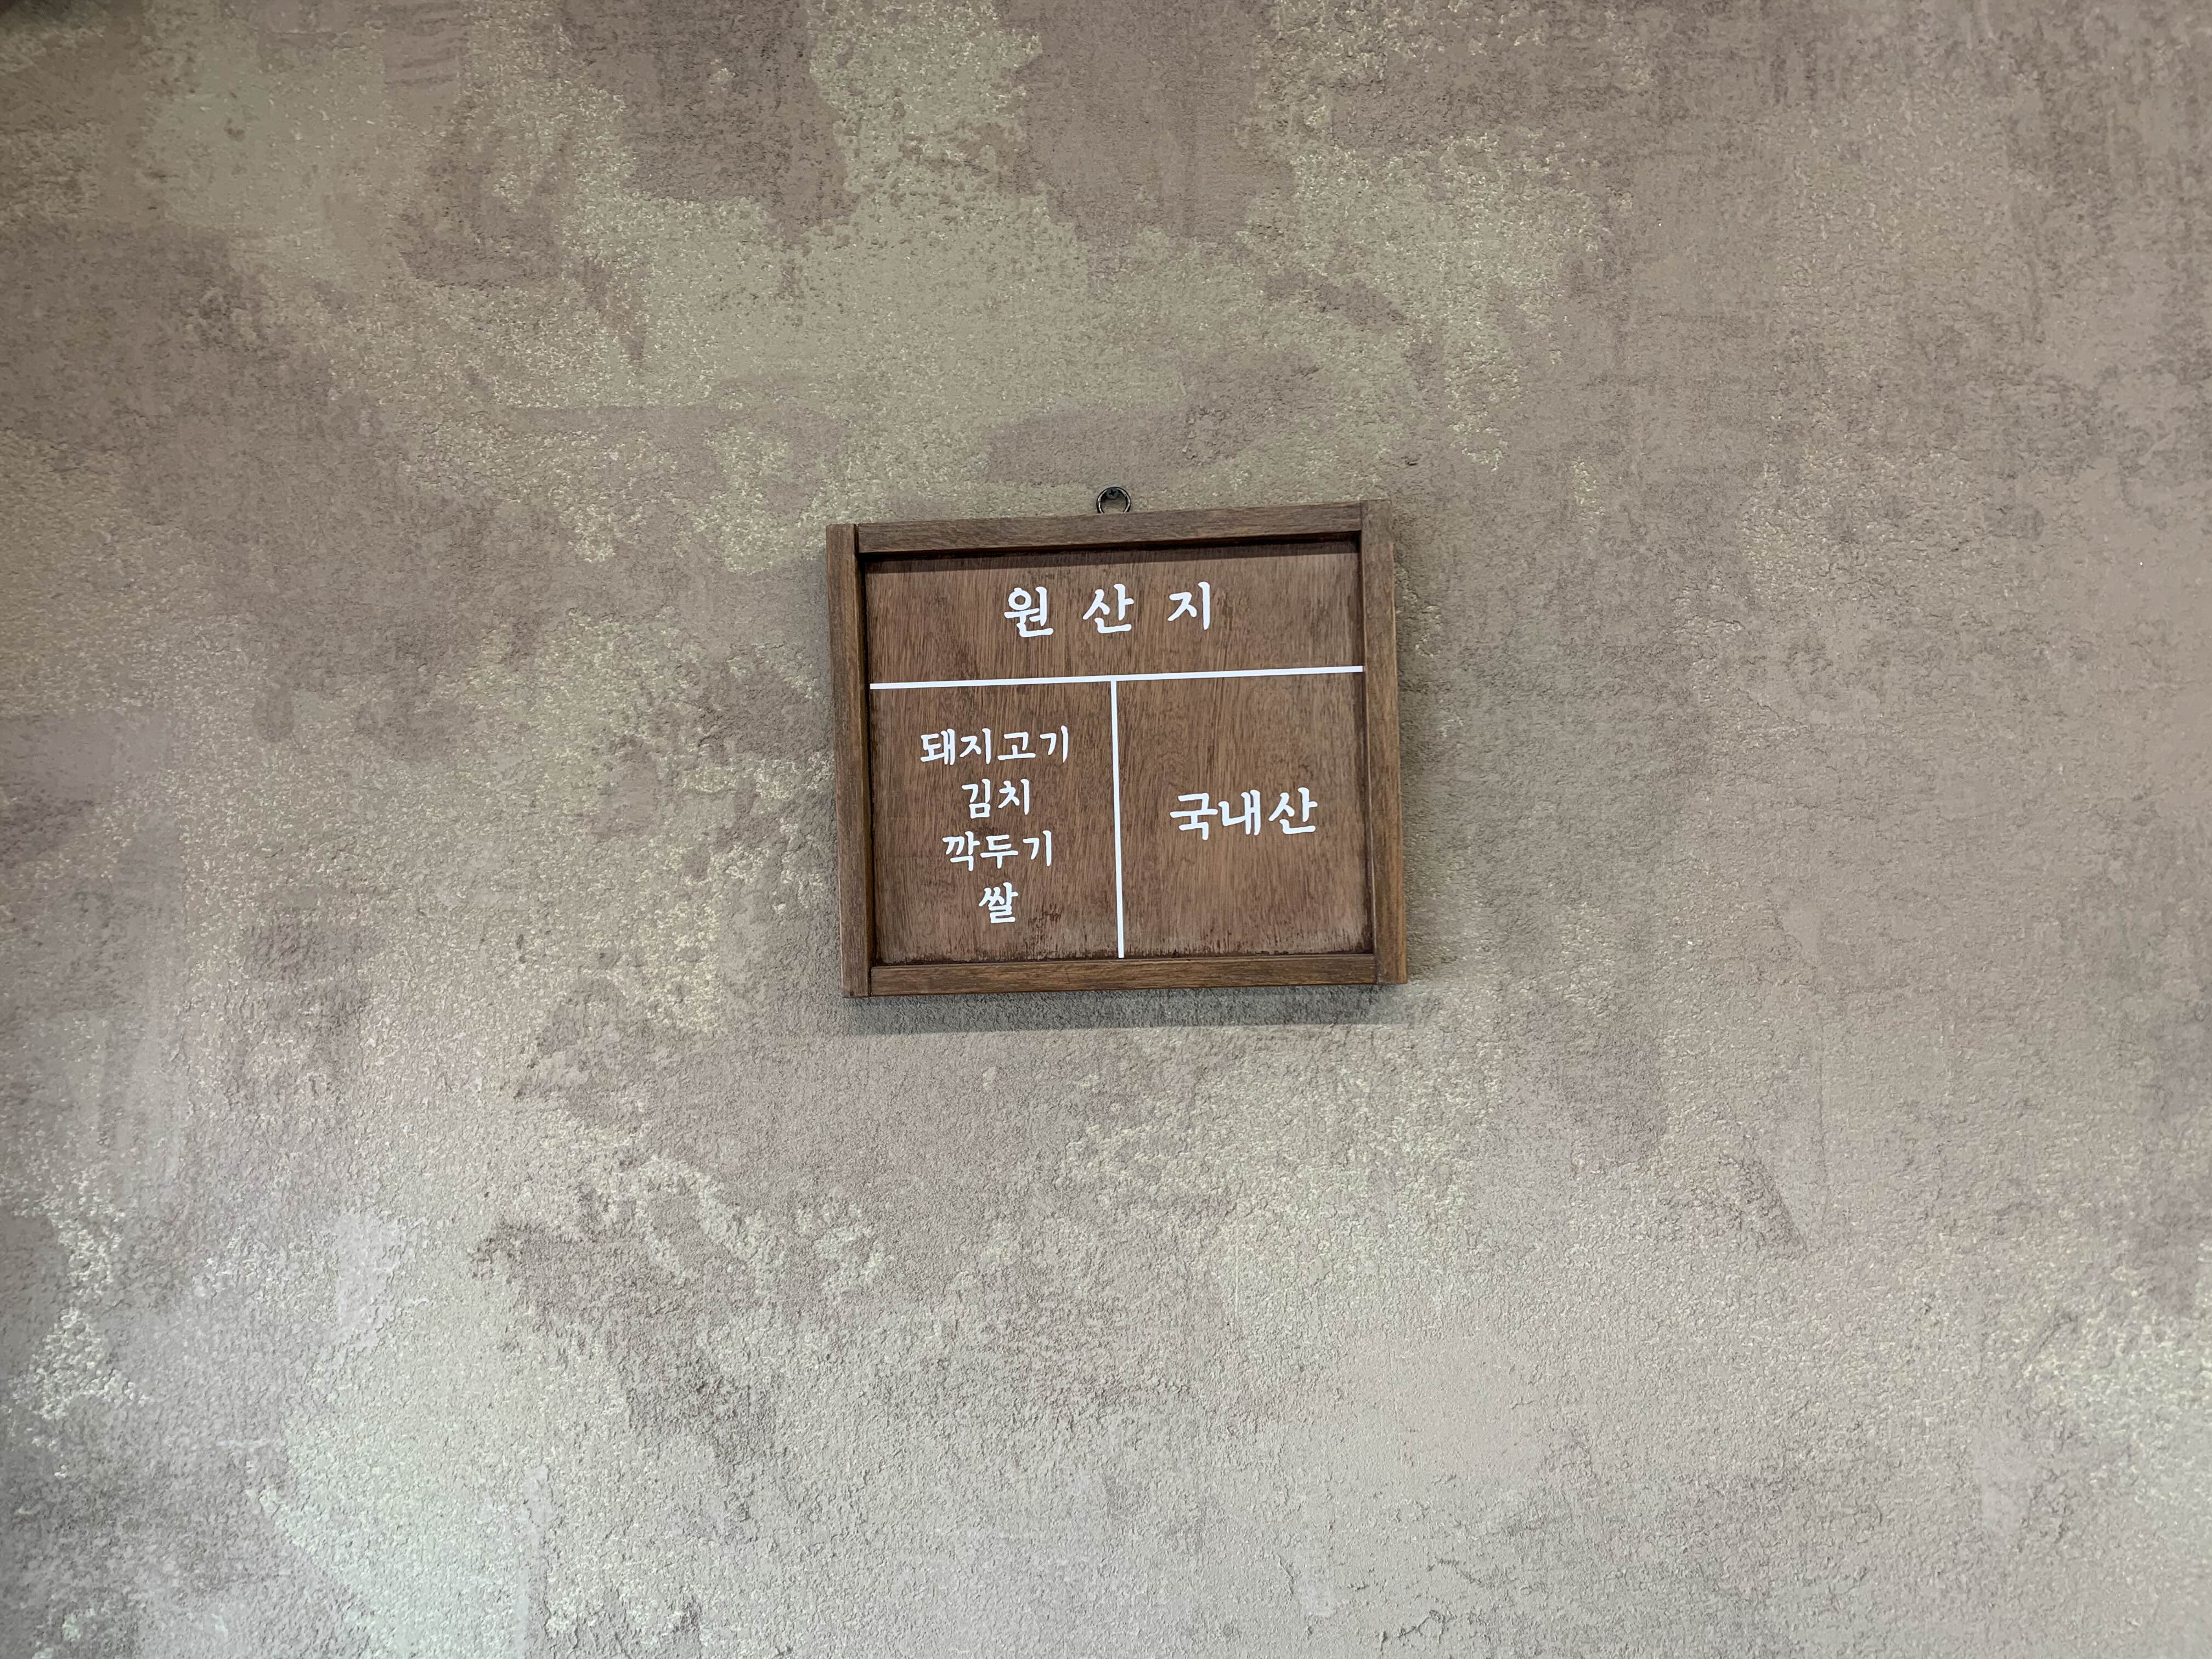 원 산 지
돼지고기
김치
깍두기
쌀
국내산